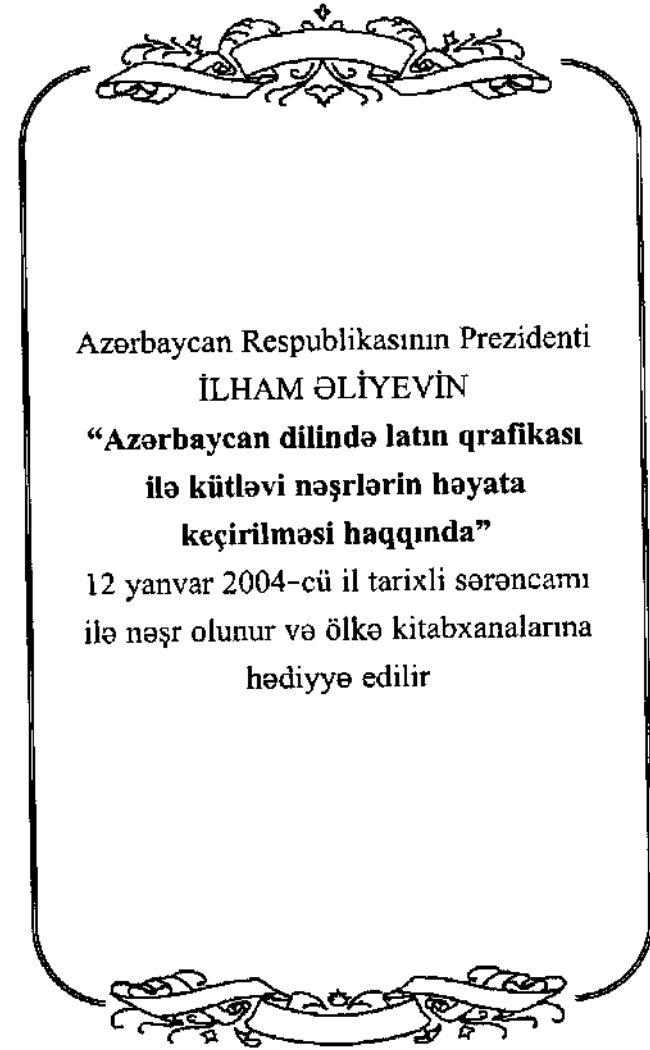 Azərbaycan Respublikasının Prezidenti
İLHAM ƏLİYEVİN
“Azərbaycan dilində latın qrafikası
ilə kütləvi nəşrlərin həyata
keçirilməsi haqqında”
12 yanvar 2004-cü il tarixli sərəncamı
ilə nəşr olunur və ölkə kitabxanalarına
hədiyyə edilir